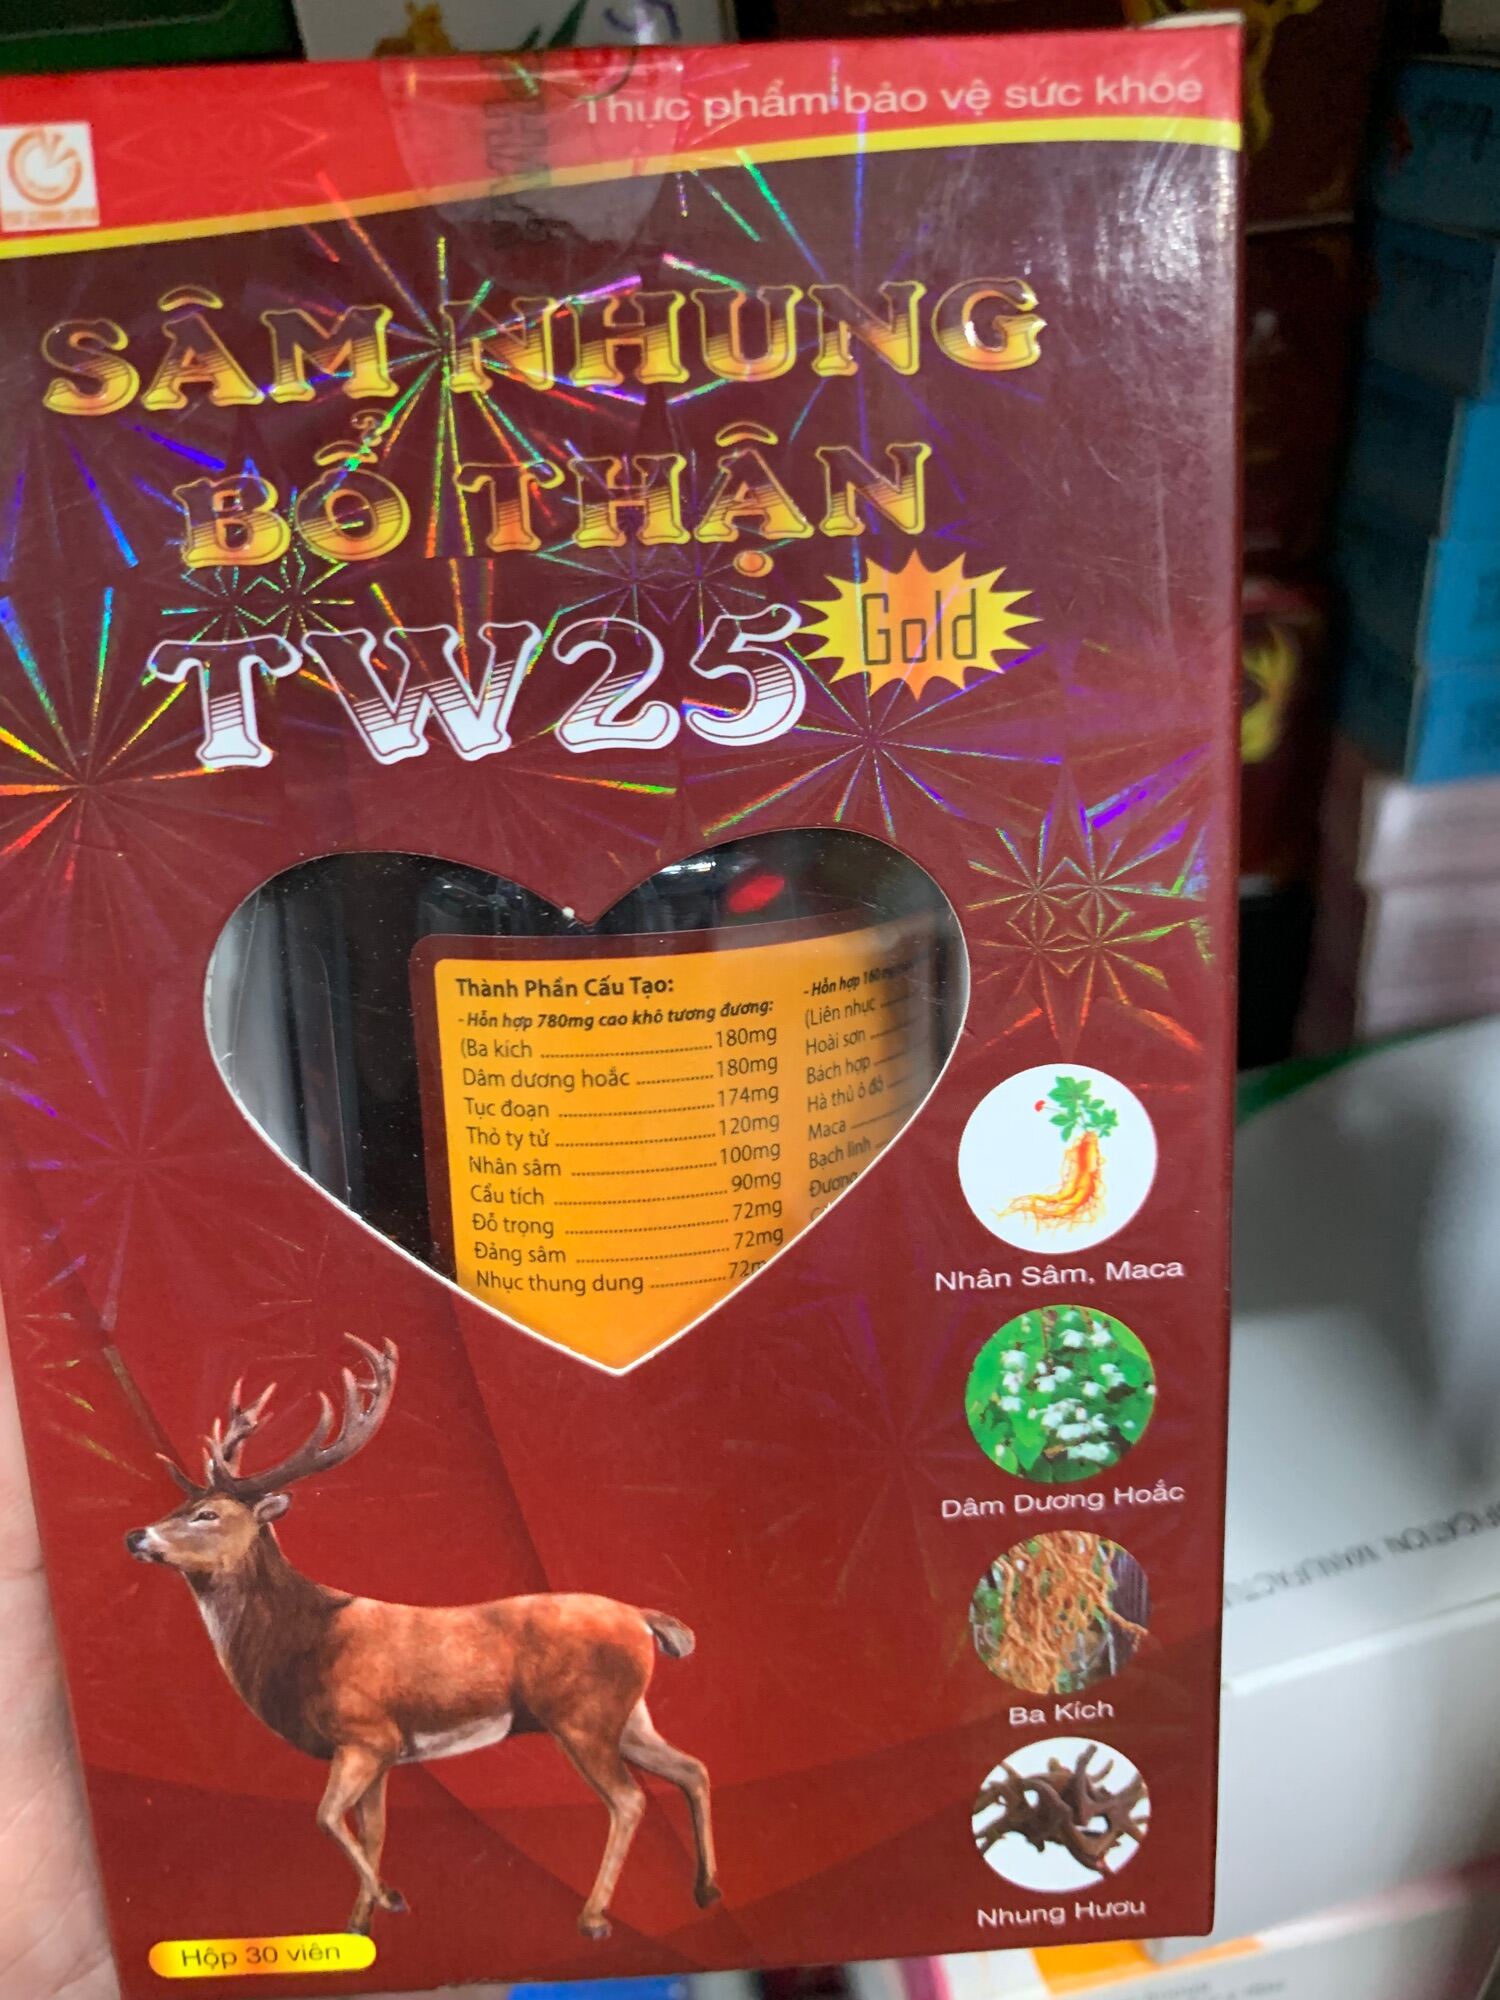 Thực phẩm bảo vệ sức khỏe
SÂM NHUNG
BỔ THẬN
TW25
Gold
Thành Phần Cấu Tạo:
-Hỗn hợp 780mg cao khô tương đương:
(Ba kích ........ 180mg
Dâm dương hoắc ........ 180mg
Tục đoạn ........ 174mg
Thỏ ty tử ........ 120mg
Nhân sâm ........ 100mg
Cẩu tích ........ 90mg
Đỗ trọng ........ 72mg
Đảng sâm ........ 72mg
Nhục thung dung ........ 72m
-Hỗn hợp 160mg
(Liên nhục
Hoài sơn
Bách hợp
Hà thủ ô đỏ
Maca
Bạch linh
Nhân Sâm, Maca
Dâm Dương Hoắc
Ba Kích
Nhung Hươu
Hộp 30 viên